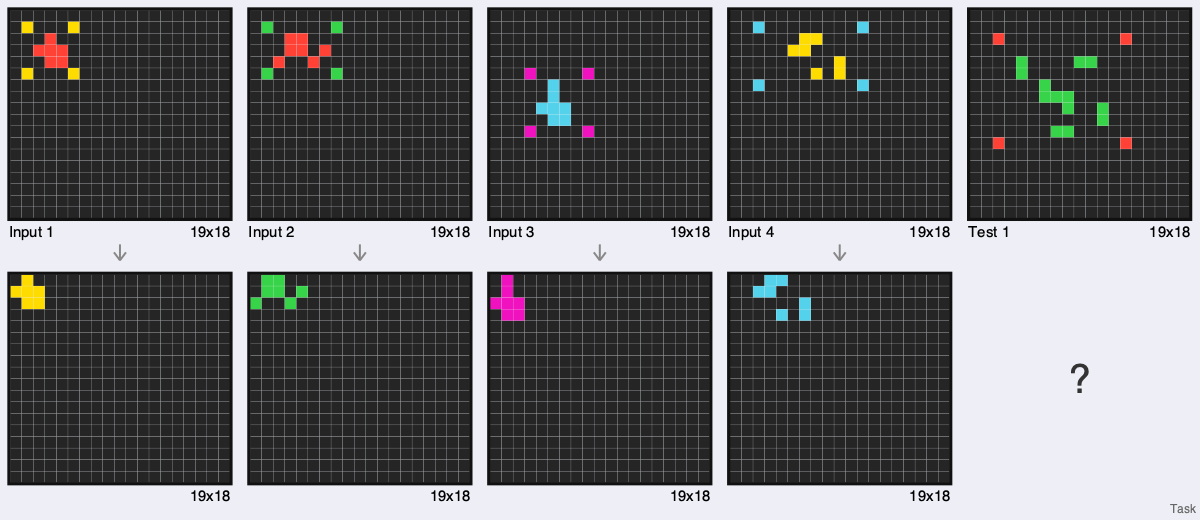 Input 1 19x18
Input 2 19x18
Input 3 19x18
Input 4 19x18
Test 1 19x18
?
19x18
19x18
19x18
19x18
Task